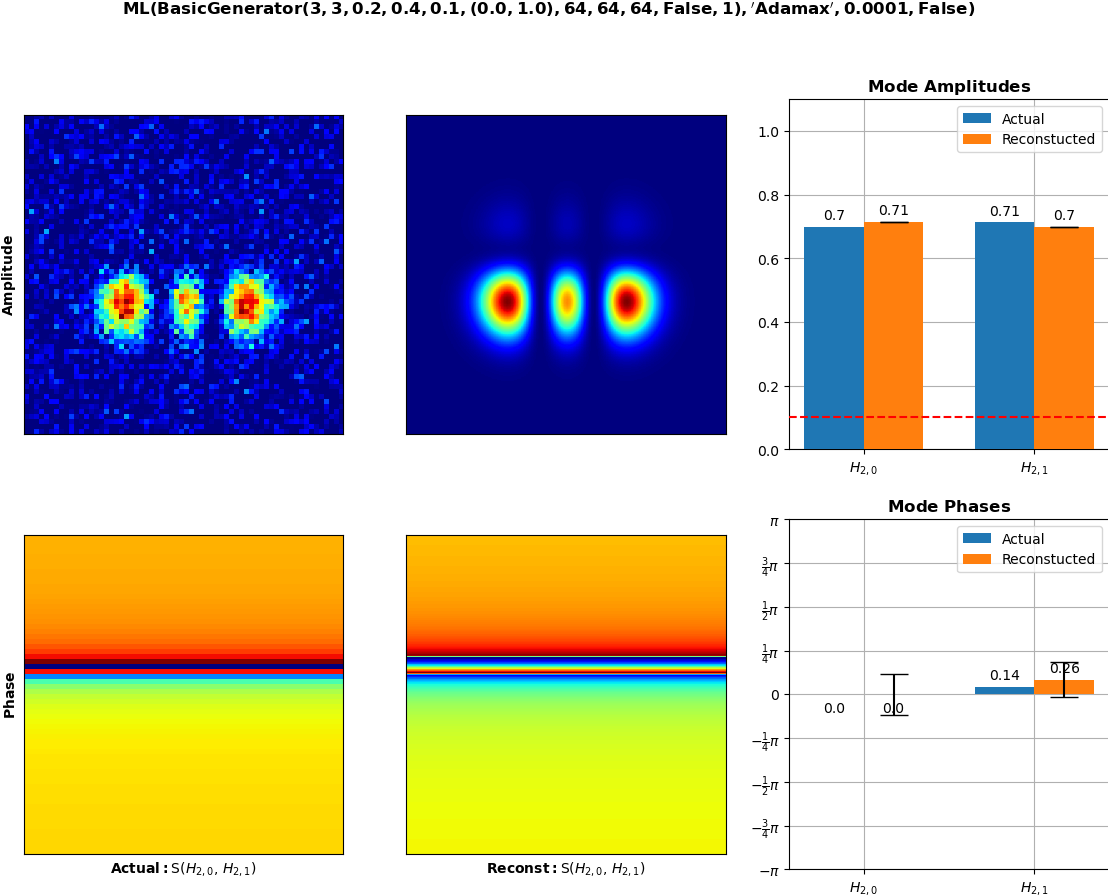 ML(BasicGenerator(3, 3, 0.2, 0.4, 0.1, (0.0, 1.0), 64, 64, 64, False, 1), 'Adamax', 0.0001, False)
Amplitude
Mode Amplitudes
Actual
Reconstucted
1.0
0.8
0.6
0.4
0.2
0.0
0.7
0.71
0.71
0.7
H2,0
H2,1
Phase
Actual: S(H2,0, H2,1)
Reconst: S(H2,0, H2,1)
Mode Phases
Actual
Reconstucted
π
3/4π
1/2π
1/4π
0
−1/4π
−1/2π
−3/4π
−π
0.0
0.0
0.14
0.26
H2,0
H2,1